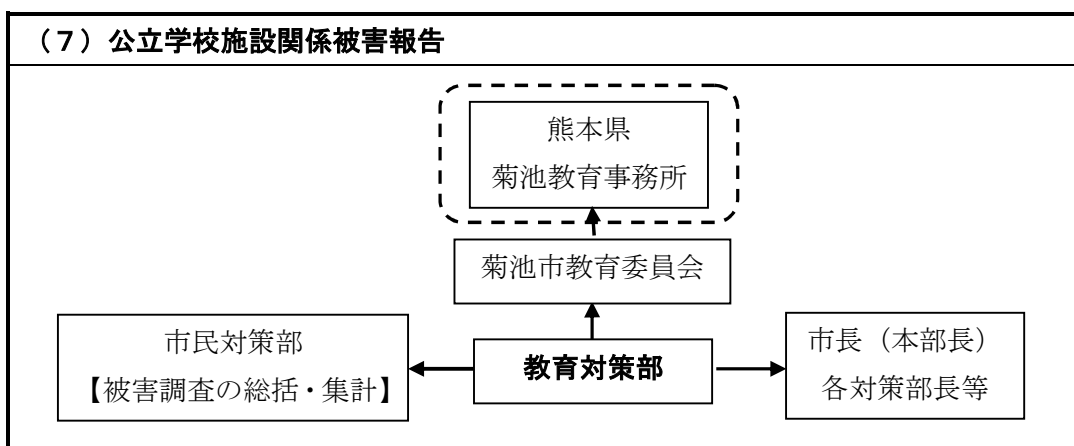 （７）公立学校施設関係被害報告
熊本県
菊池教育事務所
菊池市教育委員会
市民対策部
【被害調査の総括・集計】
教育対策部
市長（本部長）
各対策部長等